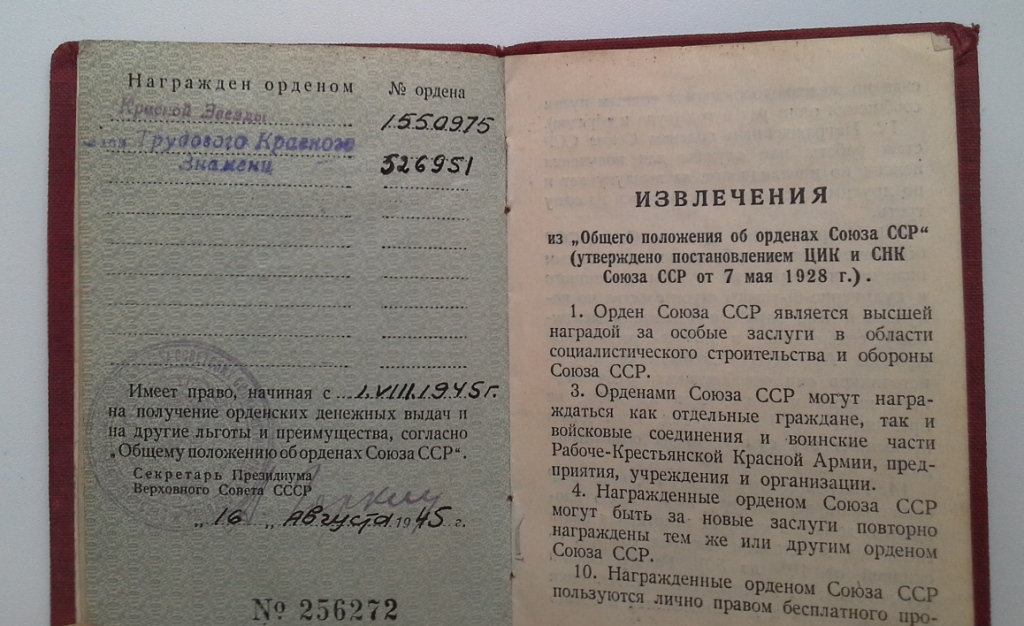 Награжден орденом № ордена
Красной Звезды 1550975
Трудового Красного
Знамени 526951
Имеет право, начиная с 1.VIII.1945г.
на получение орденских денежных выдач и
на другие льготы и преимущества, согласно
„Общему положению об орденах Союза ССР“.
Секретарь Президиума
Верховного Совета СССР
„16„ Августа 1945 г.
№ 256272
ИЗВЛЕЧЕНИЯ
из „Общего положения об орденах Союза ССР“
(утверждено постановлением ЦИК и СНК
Союза ССР от 7 мая 1928 г.).
1. Орден Союза ССР является высшей
наградой за особые заслуги в области
социалистического строительства и обороны
Союза ССР.
3. Орденами Союза ССР могут награ-
ждаться как отдельные граждане, так и
войсковые соединения и воинские части
Рабоче-Крестьянской Красной Армии, пред-
приятия, учреждения и организации.
4. Награжденные орденом Союза ССР
могут быть за новые заслуги повторно
награждены тем же или другим орденом
Союза ССР.
10. Награжденные орденом Союза ССР
пользуются лично правом бесплатного про-